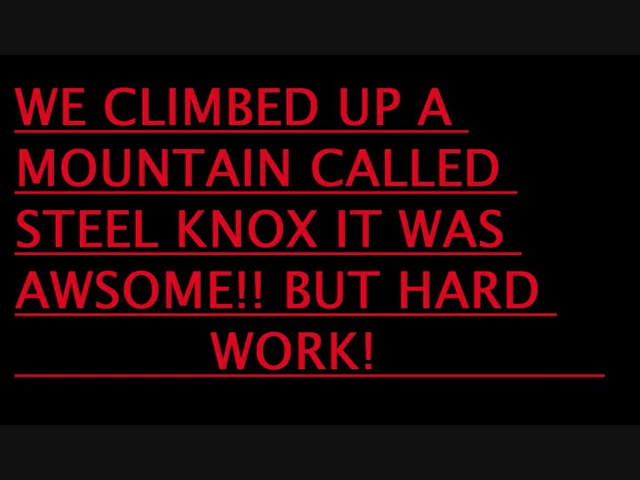 WE CLIMBED UP A
MOUNTAIN CALLED
STEEL KNOX IT WAS
AWSOME!! BUT HARD
WORK!